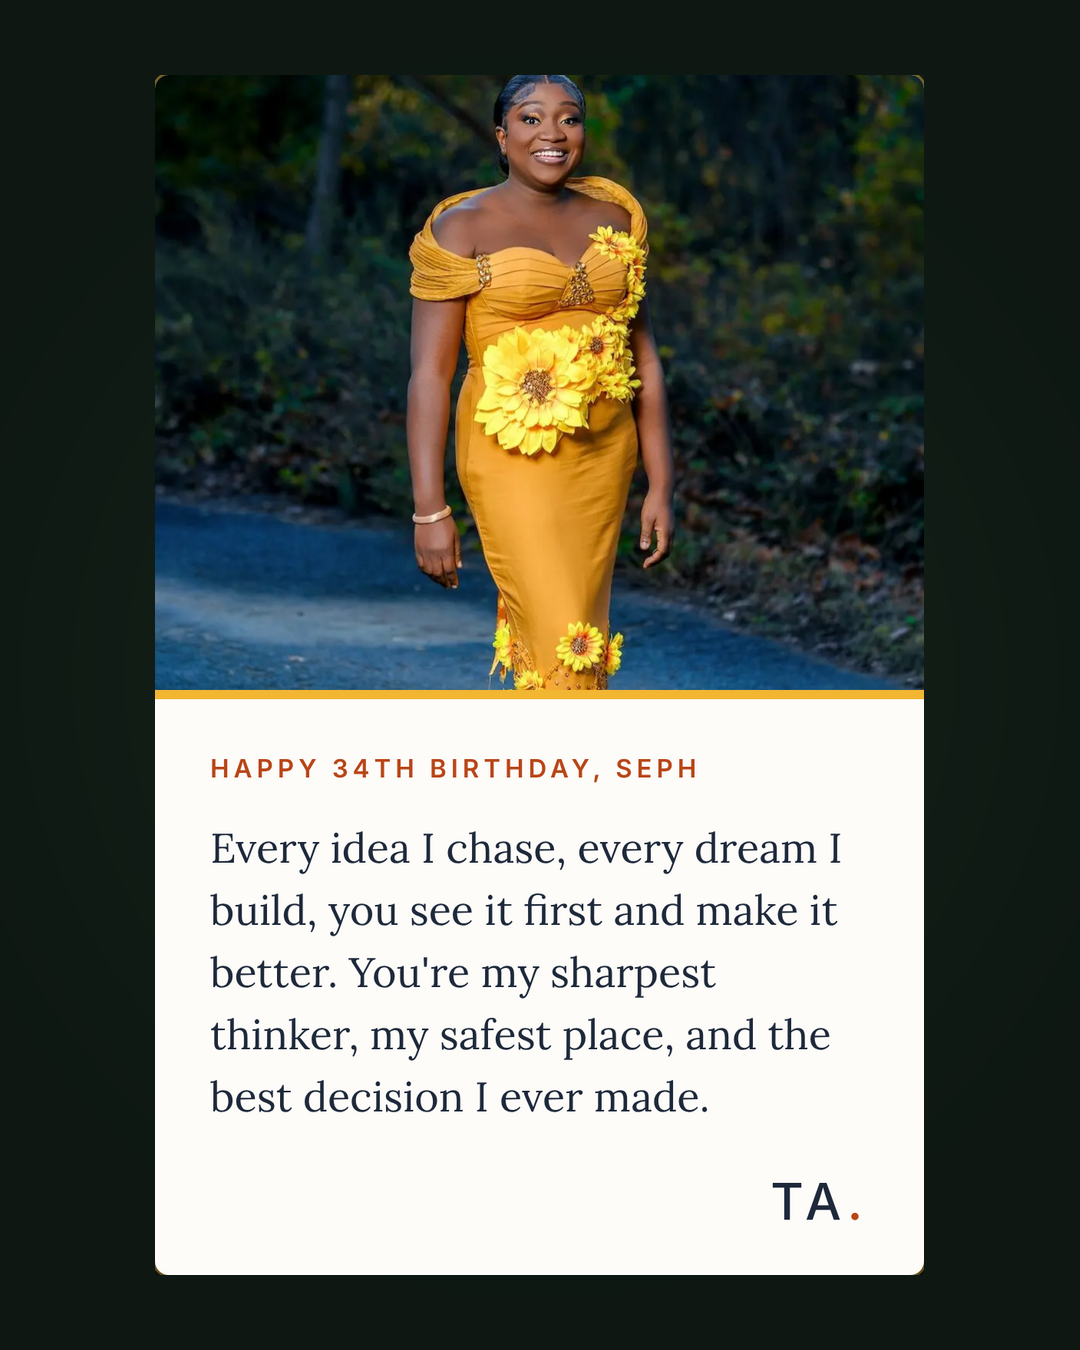 HAPPY 34TH BIRTHDAY, SEPH
Every idea I chase, every dream I
build, you see it first and make it
better. You're my sharpest
thinker, my safest place, and the
best decision I ever made.
TA.